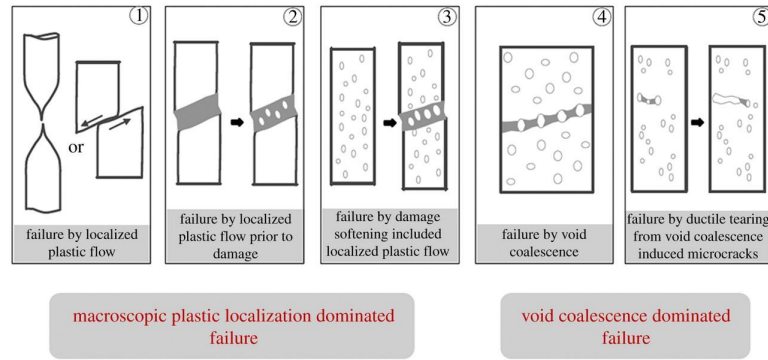 1
2
3
4
5
or
failure by localized
plastic flow
failure by localized
plastic flow prior to
damage
failure by damage
softening included
localized plastic flow
failure by void
coalescence
failure by ductile tearing
from void coalescence
induced microcracks
macroscopic plastic localization dominated
failure
void coalescence dominated
failure